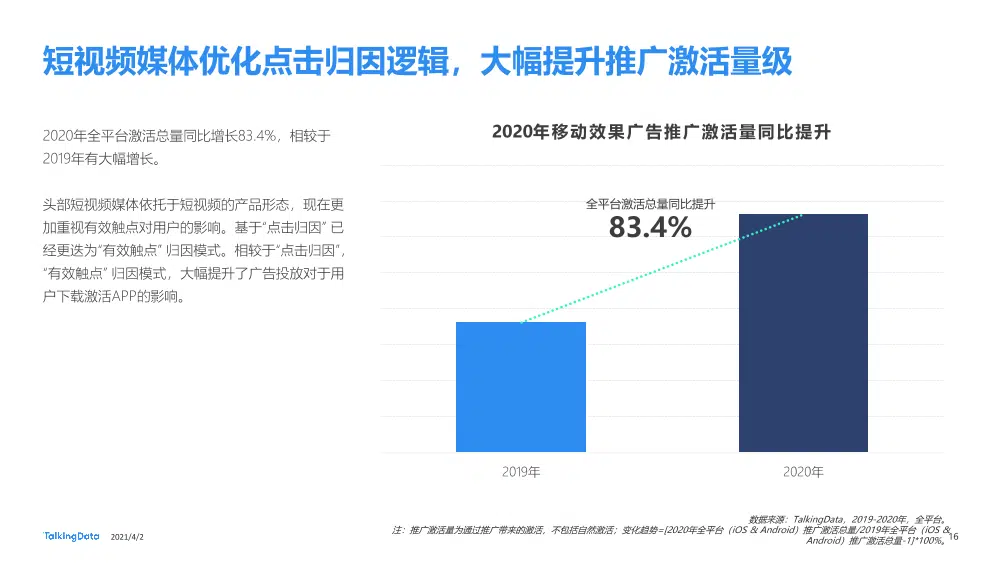 短视频媒体优化点击归因逻辑，大幅提升推广激活量级
2020年全平台激活总量同比增长83.4%，相较于
2019年有大幅增长。
头部短视频媒体依托于短视频的产品形态，现在更
加重视有效触点对用户的影响。基于“点击归因” 已
经更迭为“有效触点” 归因模式。相较于“点击归因”，
“有效触点” 归因模式，大幅提升了广告投放对于用
户下载激活APP的影响。
2020年移动效果广告推广激活量同比提升
全平台激活总量同比提升
83.4%
2019年
2020年
数据来源：TalkingData，2019-2020年，全平台。
注：推广激活量为通过推广带来的激活，不包括自然激活；变化趋势=[2020年全平台（iOS & Android）推广激活总量/2019年全平台（iOS &
Android）推广激活总量-1]*100%。
TalkingData
2021/4/2
16